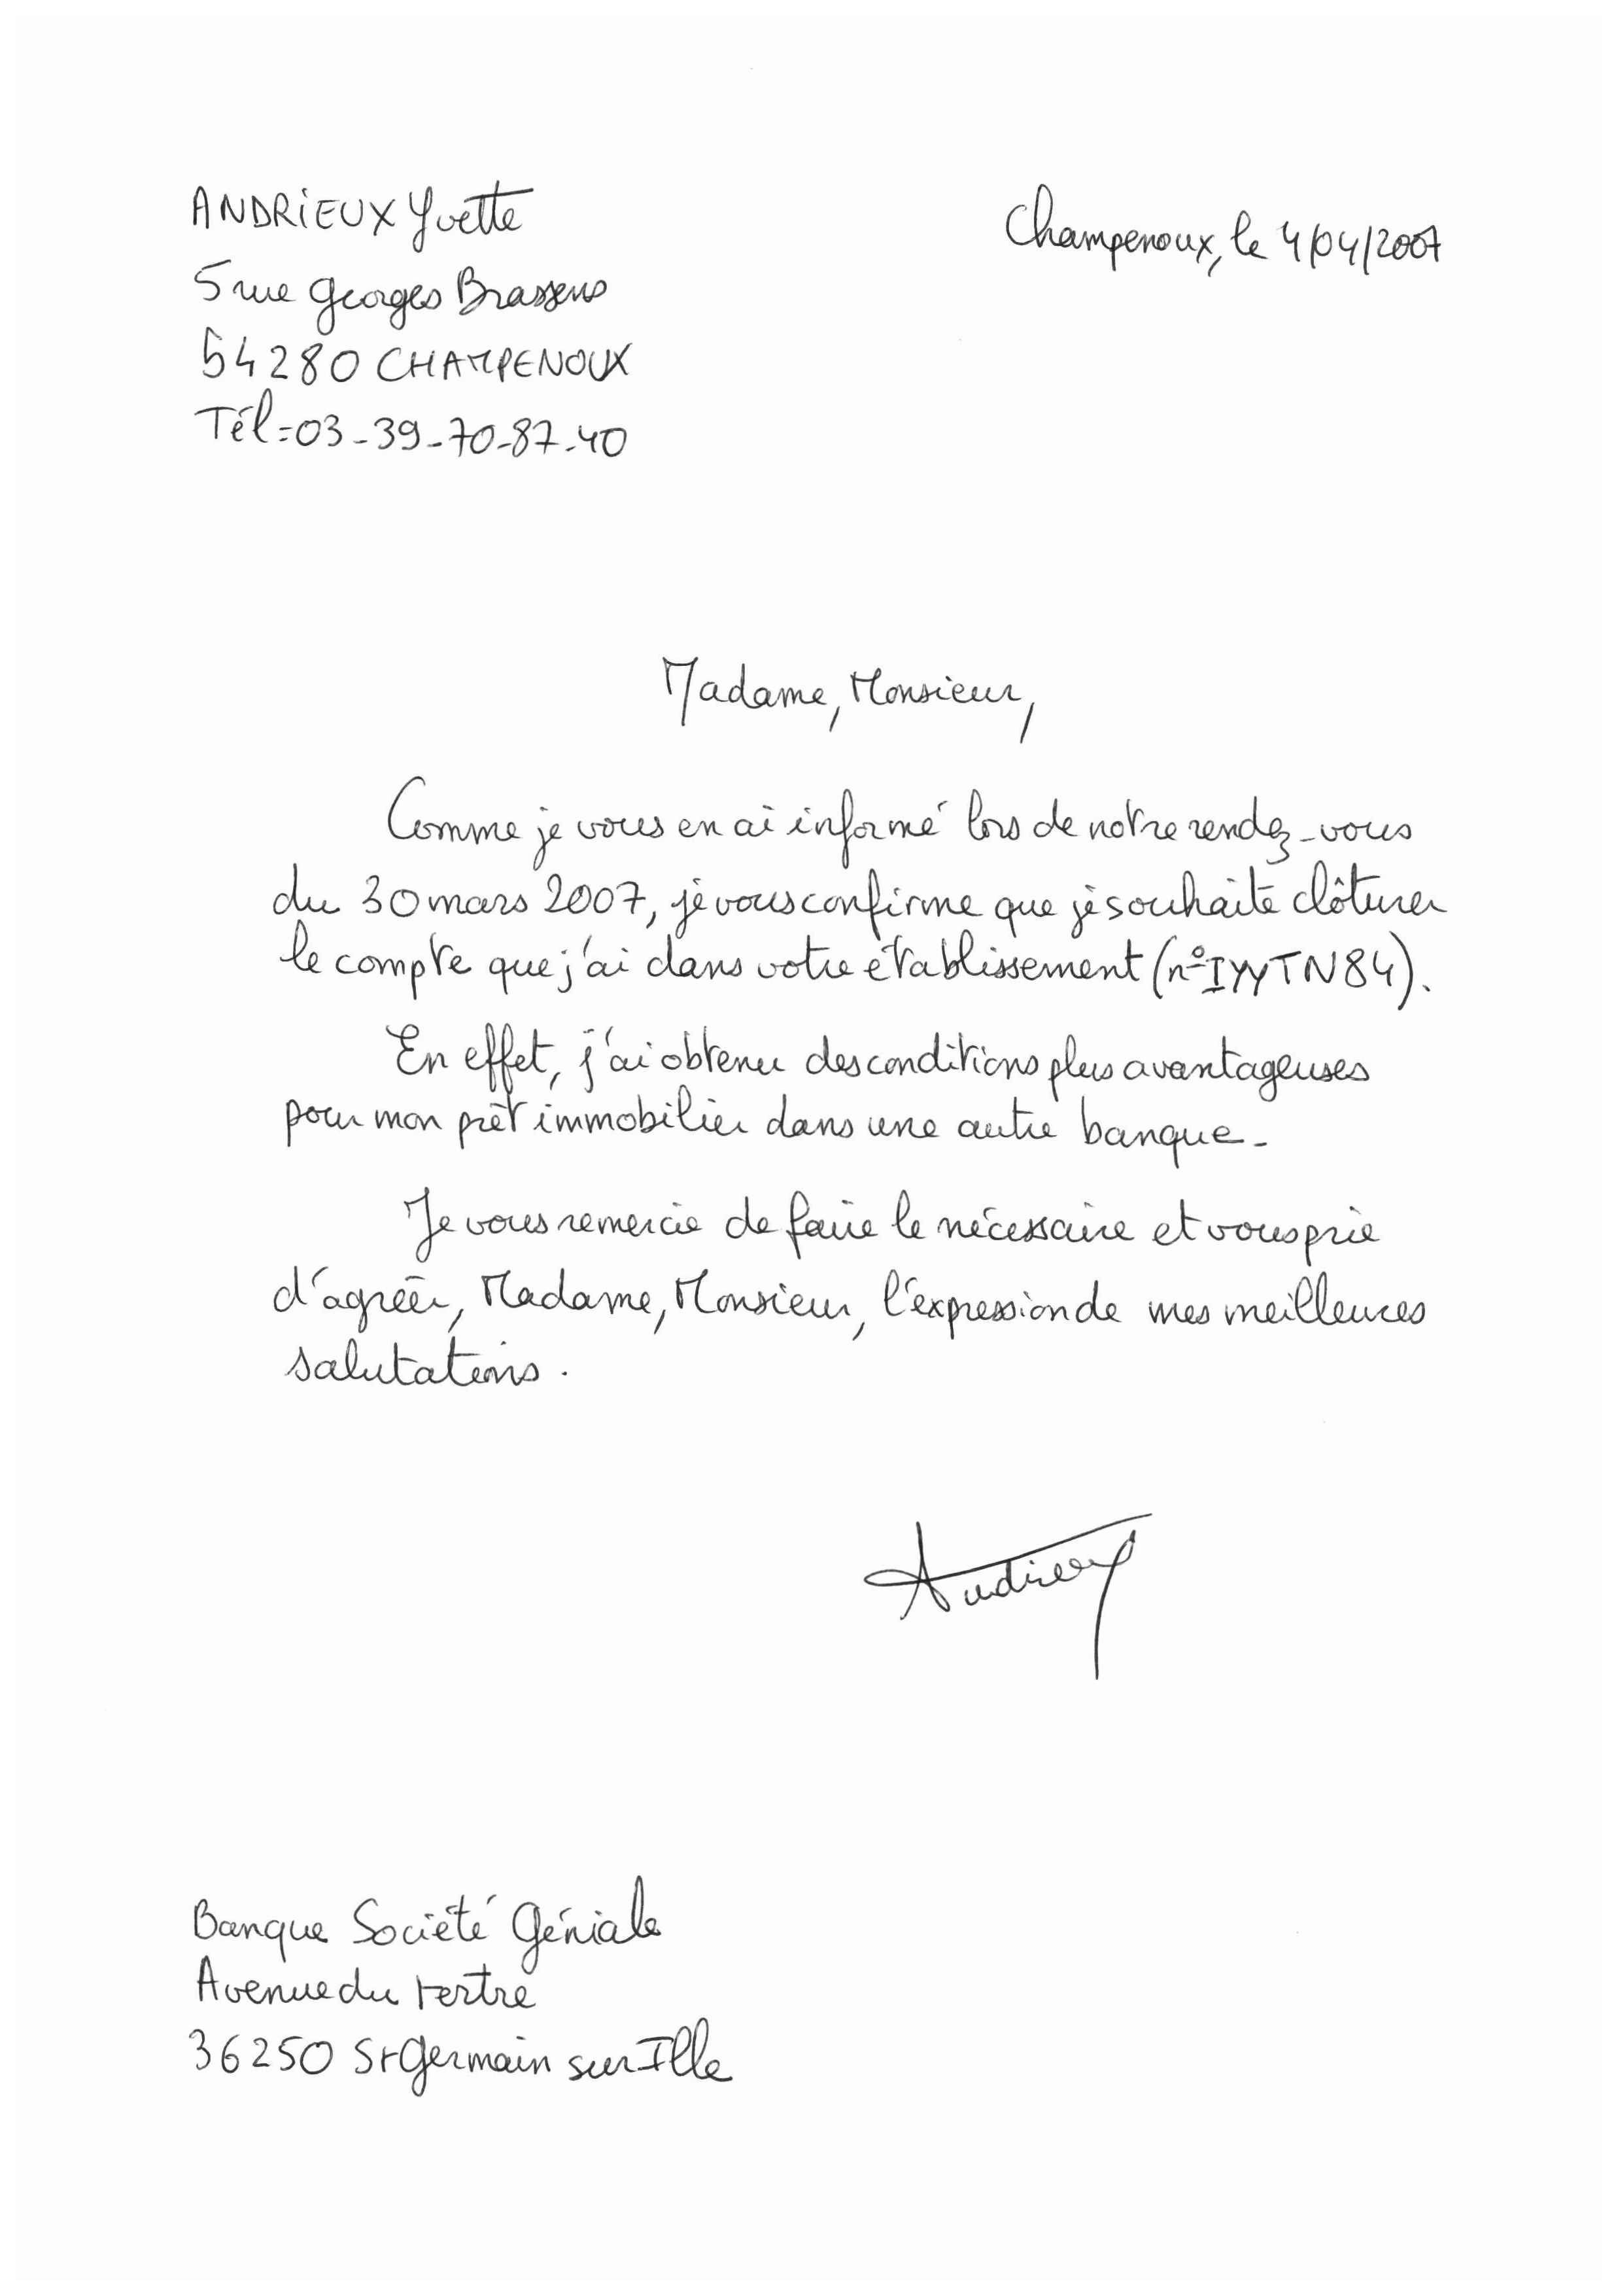 ANDRIEUX Yvette
Champenoux, le 4/04/2007
5 rue Georges Brassens
54280 CHAMPENOUX
Tél=03-39-70-87-40
Madame, Monsieur,
Comme je vous en ai informé lors de notre rendez-vous
du 30 mars 2007, je vous confirme que je souhaite clôturer
le compte que j'ai dans votre établissement (n°IYYTN84).
En effet, j'ai obtenu des conditions plus avantageuses
pour mon prêt immobilier dans une autre banque.
Je vous remercie de faire le nécessaire et vous prie
d'agréer, Madame, Monsieur, l'expression de mes meilleures
salutations.
Andrieux
Banque Société Géniale
Avenue du tertre
36250 St Germain sur Ille